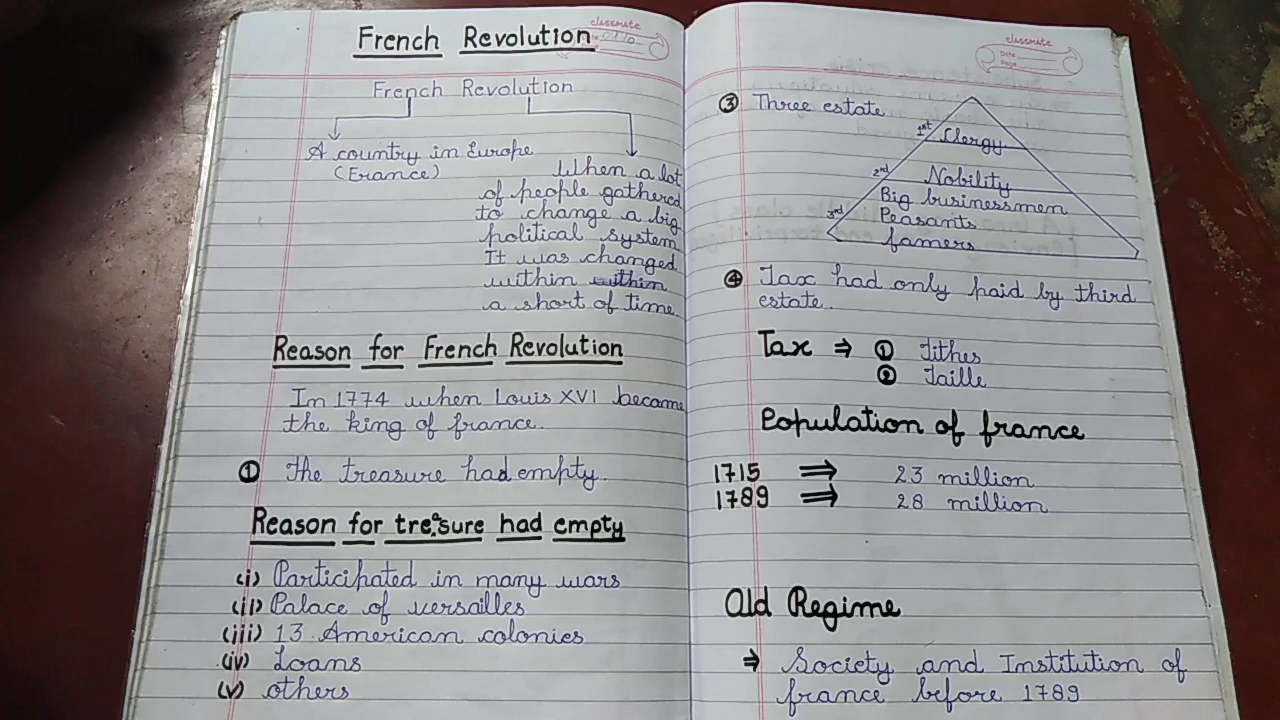 classmate
French Revolution
French Revolution
A country in Europe
(France)
When a lot
of people gathered
to change a big
political system
It was changed
within within
a short of time.
Reason for French Revolution
In 1774 when Louis XVI became
the king of france.
① The treasure had empty.
Reason for treasure had empty
(i) Participated in many wars
(ii) Palace of versailles
(iii) 13 American colonies
(iv) Loans
(v) others
classmate
Date
Page
③ Three estate
1st Clergy
2nd Nobility
Big businessmen
3rd Peasants
famers
④ Tax had only paid by third
estate.
Tax ⇒ ① Tithes
② Taille
Population of france
1715 ⇒ 23 million
1789 ⇒ 28 million
Old Regime
⇒ Society and Institution of
france before 1789